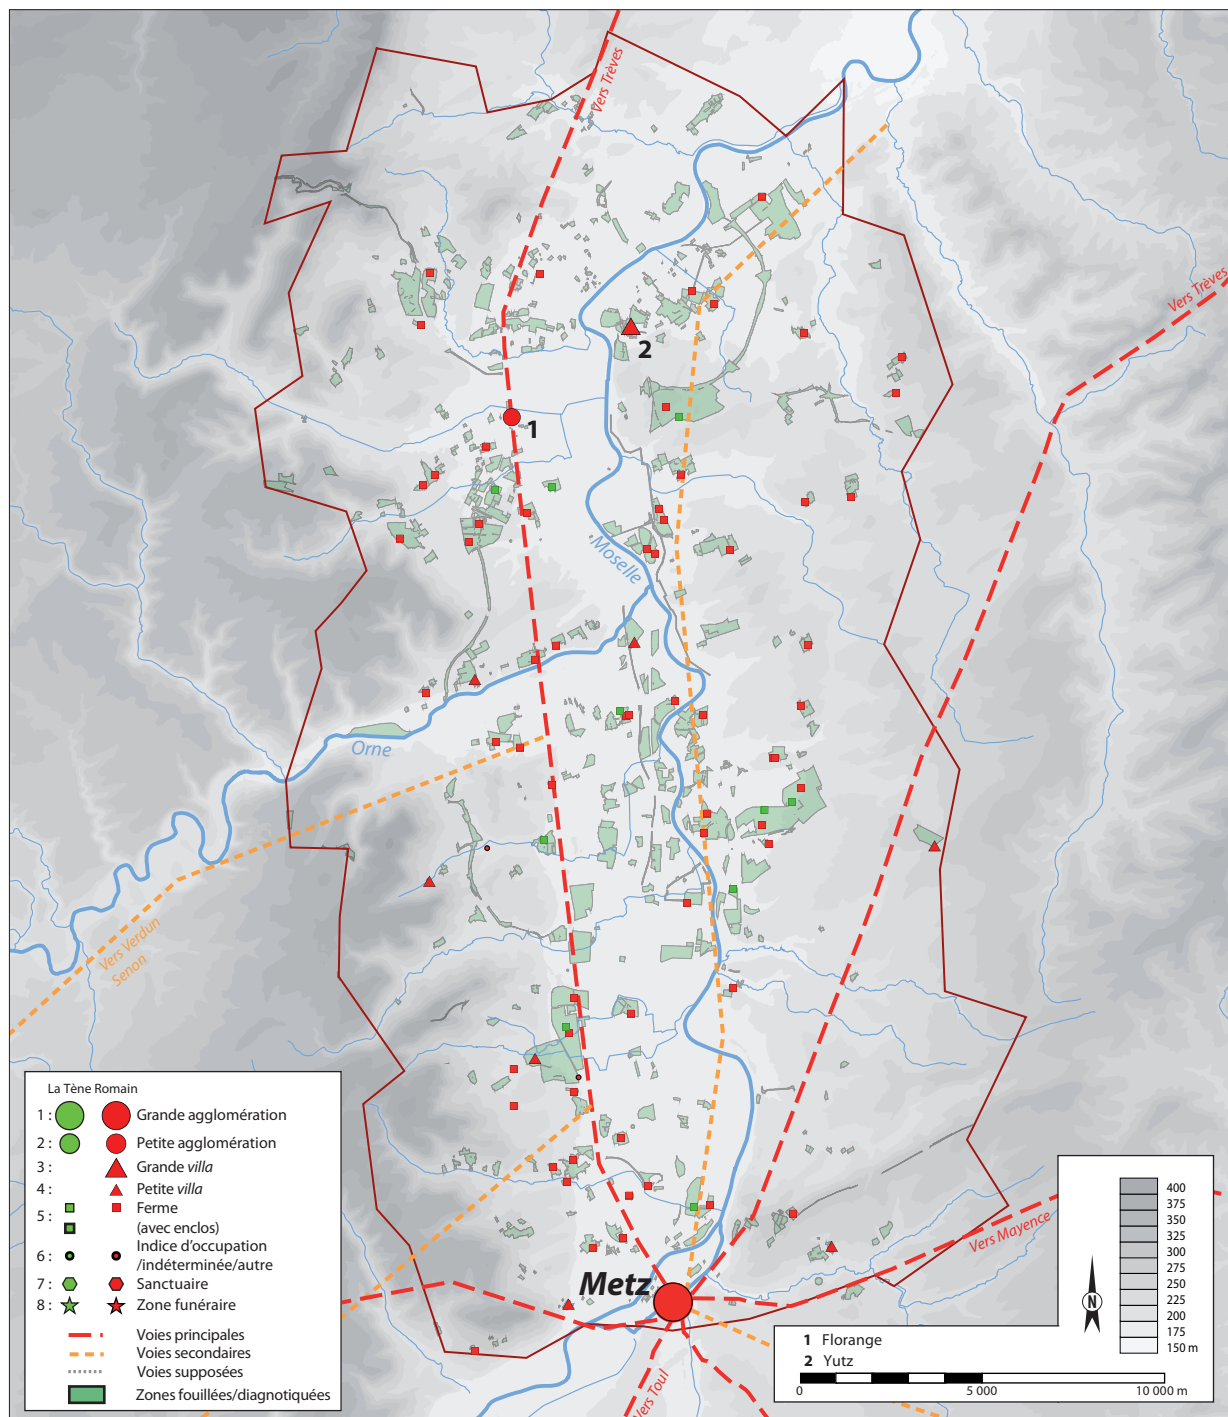 Vers Trèves
Vers Trèves
2
1
Moselle
Orne
Vers Verdun
Senon
Metz
Vers Mayence
Vers Toul
La Tène Romain
1 : Grande agglomération
2 : Petite agglomération
3 : Grande villa
4 : Petite villa
5 : Ferme
(avec enclos)
6 : Indice d'occupation
/indéterminée/autre
7 : Sanctuaire
8 : Zone funéraire
Voies principales
Voies secondaires
Voies supposées
Zones fouillées/diagnotiquées
400
375
350
325
300
275
250
225
200
175
150 m
N
1 Florange
2 Yutz
0 5 000 10 000 m